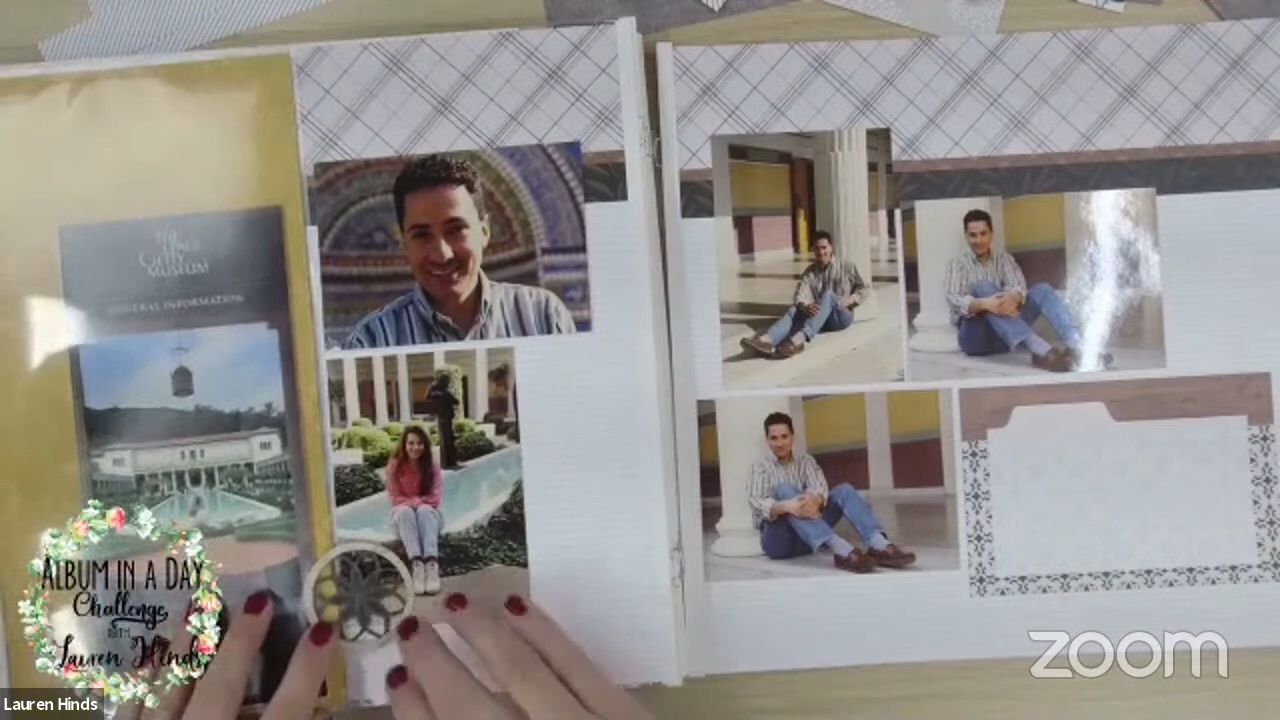 THE
J. PAUL
GETTY
MUSEUM
GENERAL INFORMATION
ALBUM IN A DAY
Challenge
WITH
Lauren Hinds
Lauren Hinds
zoom